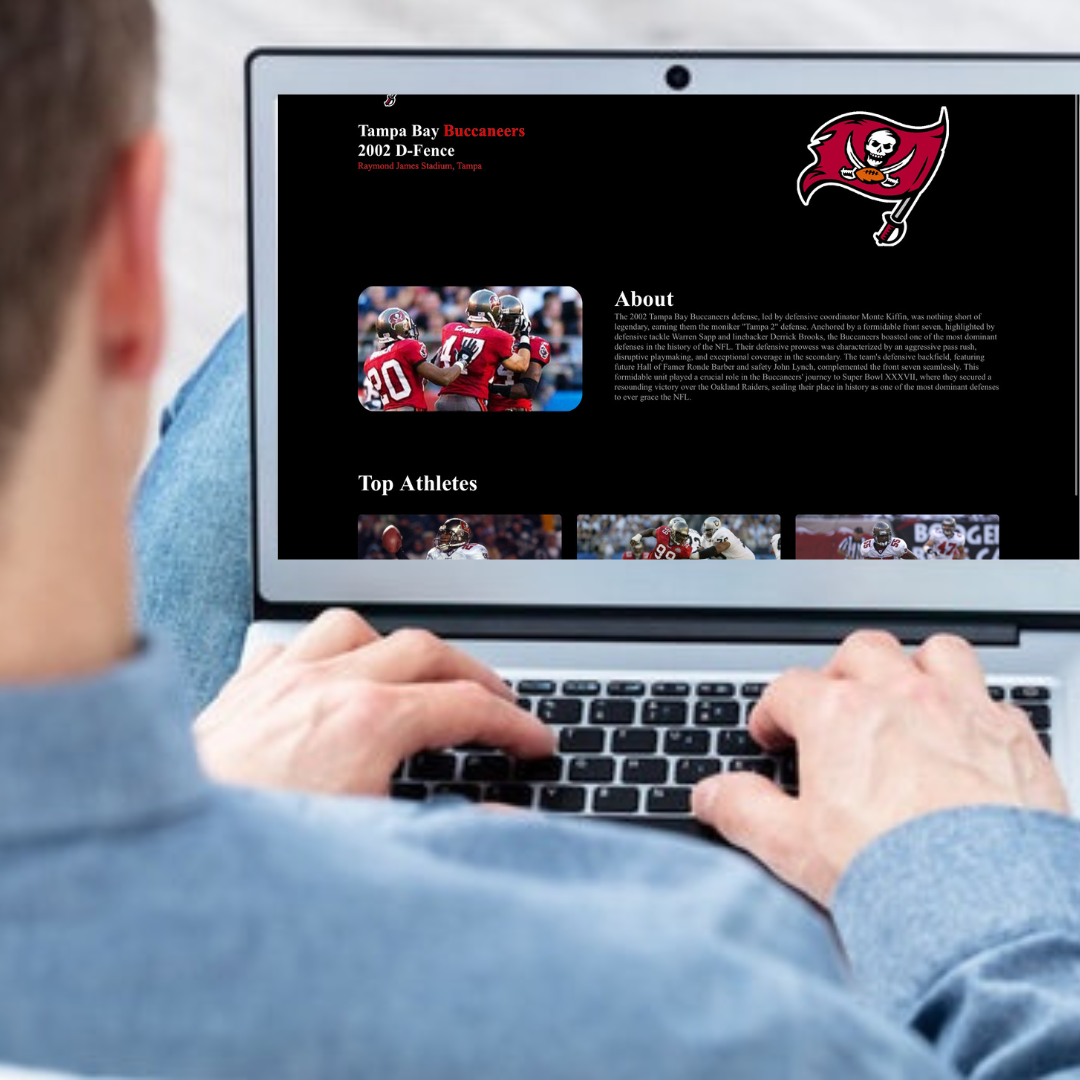 Tampa Bay Buccaneers
2002 D-Fence
Raymond James Stadium, Tampa
About
The 2002 Tampa Bay Buccaneers defense, led by defensive coordinator Monte Kiffin, was nothing short of
legendary, earning them the moniker "Tampa 2" defense. Anchored by a formidable front seven, highlighted by
defensive tackle Warren Sapp and linebacker Derrick Brooks, the Buccaneers boasted one of the most dominant
defenses in the history of the NFL. Their defensive prowess was characterized by an aggressive pass rush,
disruptive playmaking, and exceptional coverage in the secondary. The team's defensive backfield, featuring
future Hall of Famer Ronde Barber and safety John Lynch, complemented the front seven seamlessly. This
formidable unit played a crucial role in the Buccaneers' journey to Super Bowl XXXVII, where they secured a
resounding victory over the Oakland Raiders, sealing their place in history as one of the most dominant defenses
to ever grace the NFL.
20
47
Top Athletes
99
47